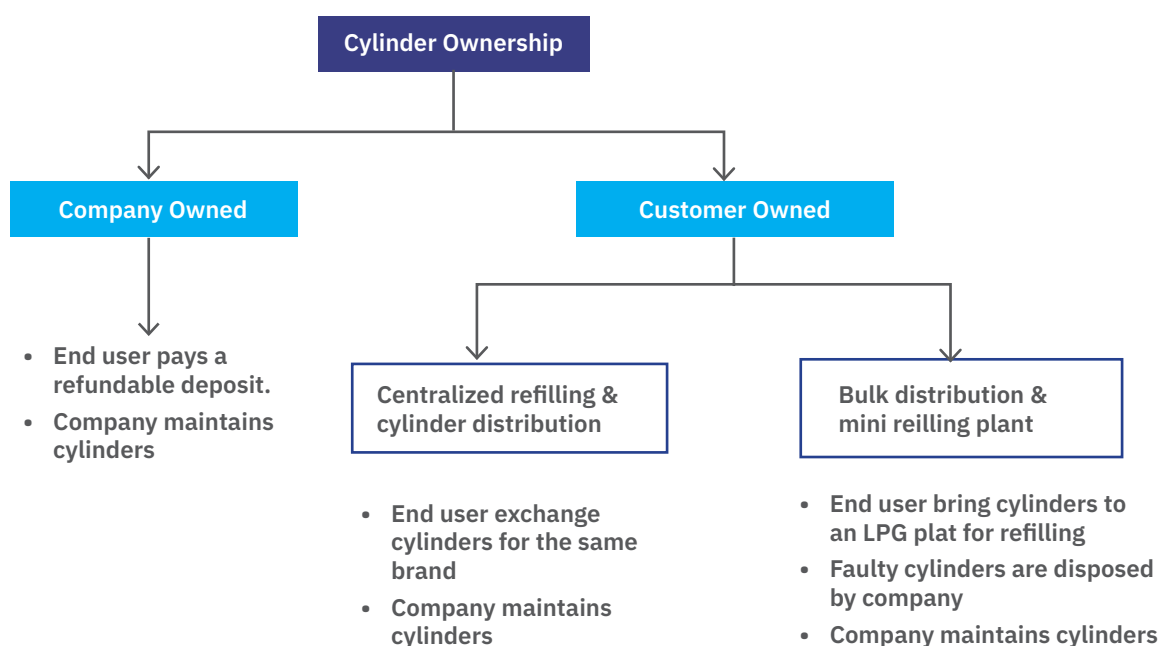 Cylinder Ownership
Company Owned
Customer Owned
• End user pays a
refundable deposit.
• Company maintains
cylinders
Centralized refilling &
cylinder distribution
• End user exchange
cylinders for the same
brand
• Company maintains
cylinders
Bulk distribution &
mini reilling plant
• End user bring cylinders to
an LPG plat for refilling
• Faulty cylinders are disposed
by company
• Company maintains cylinders